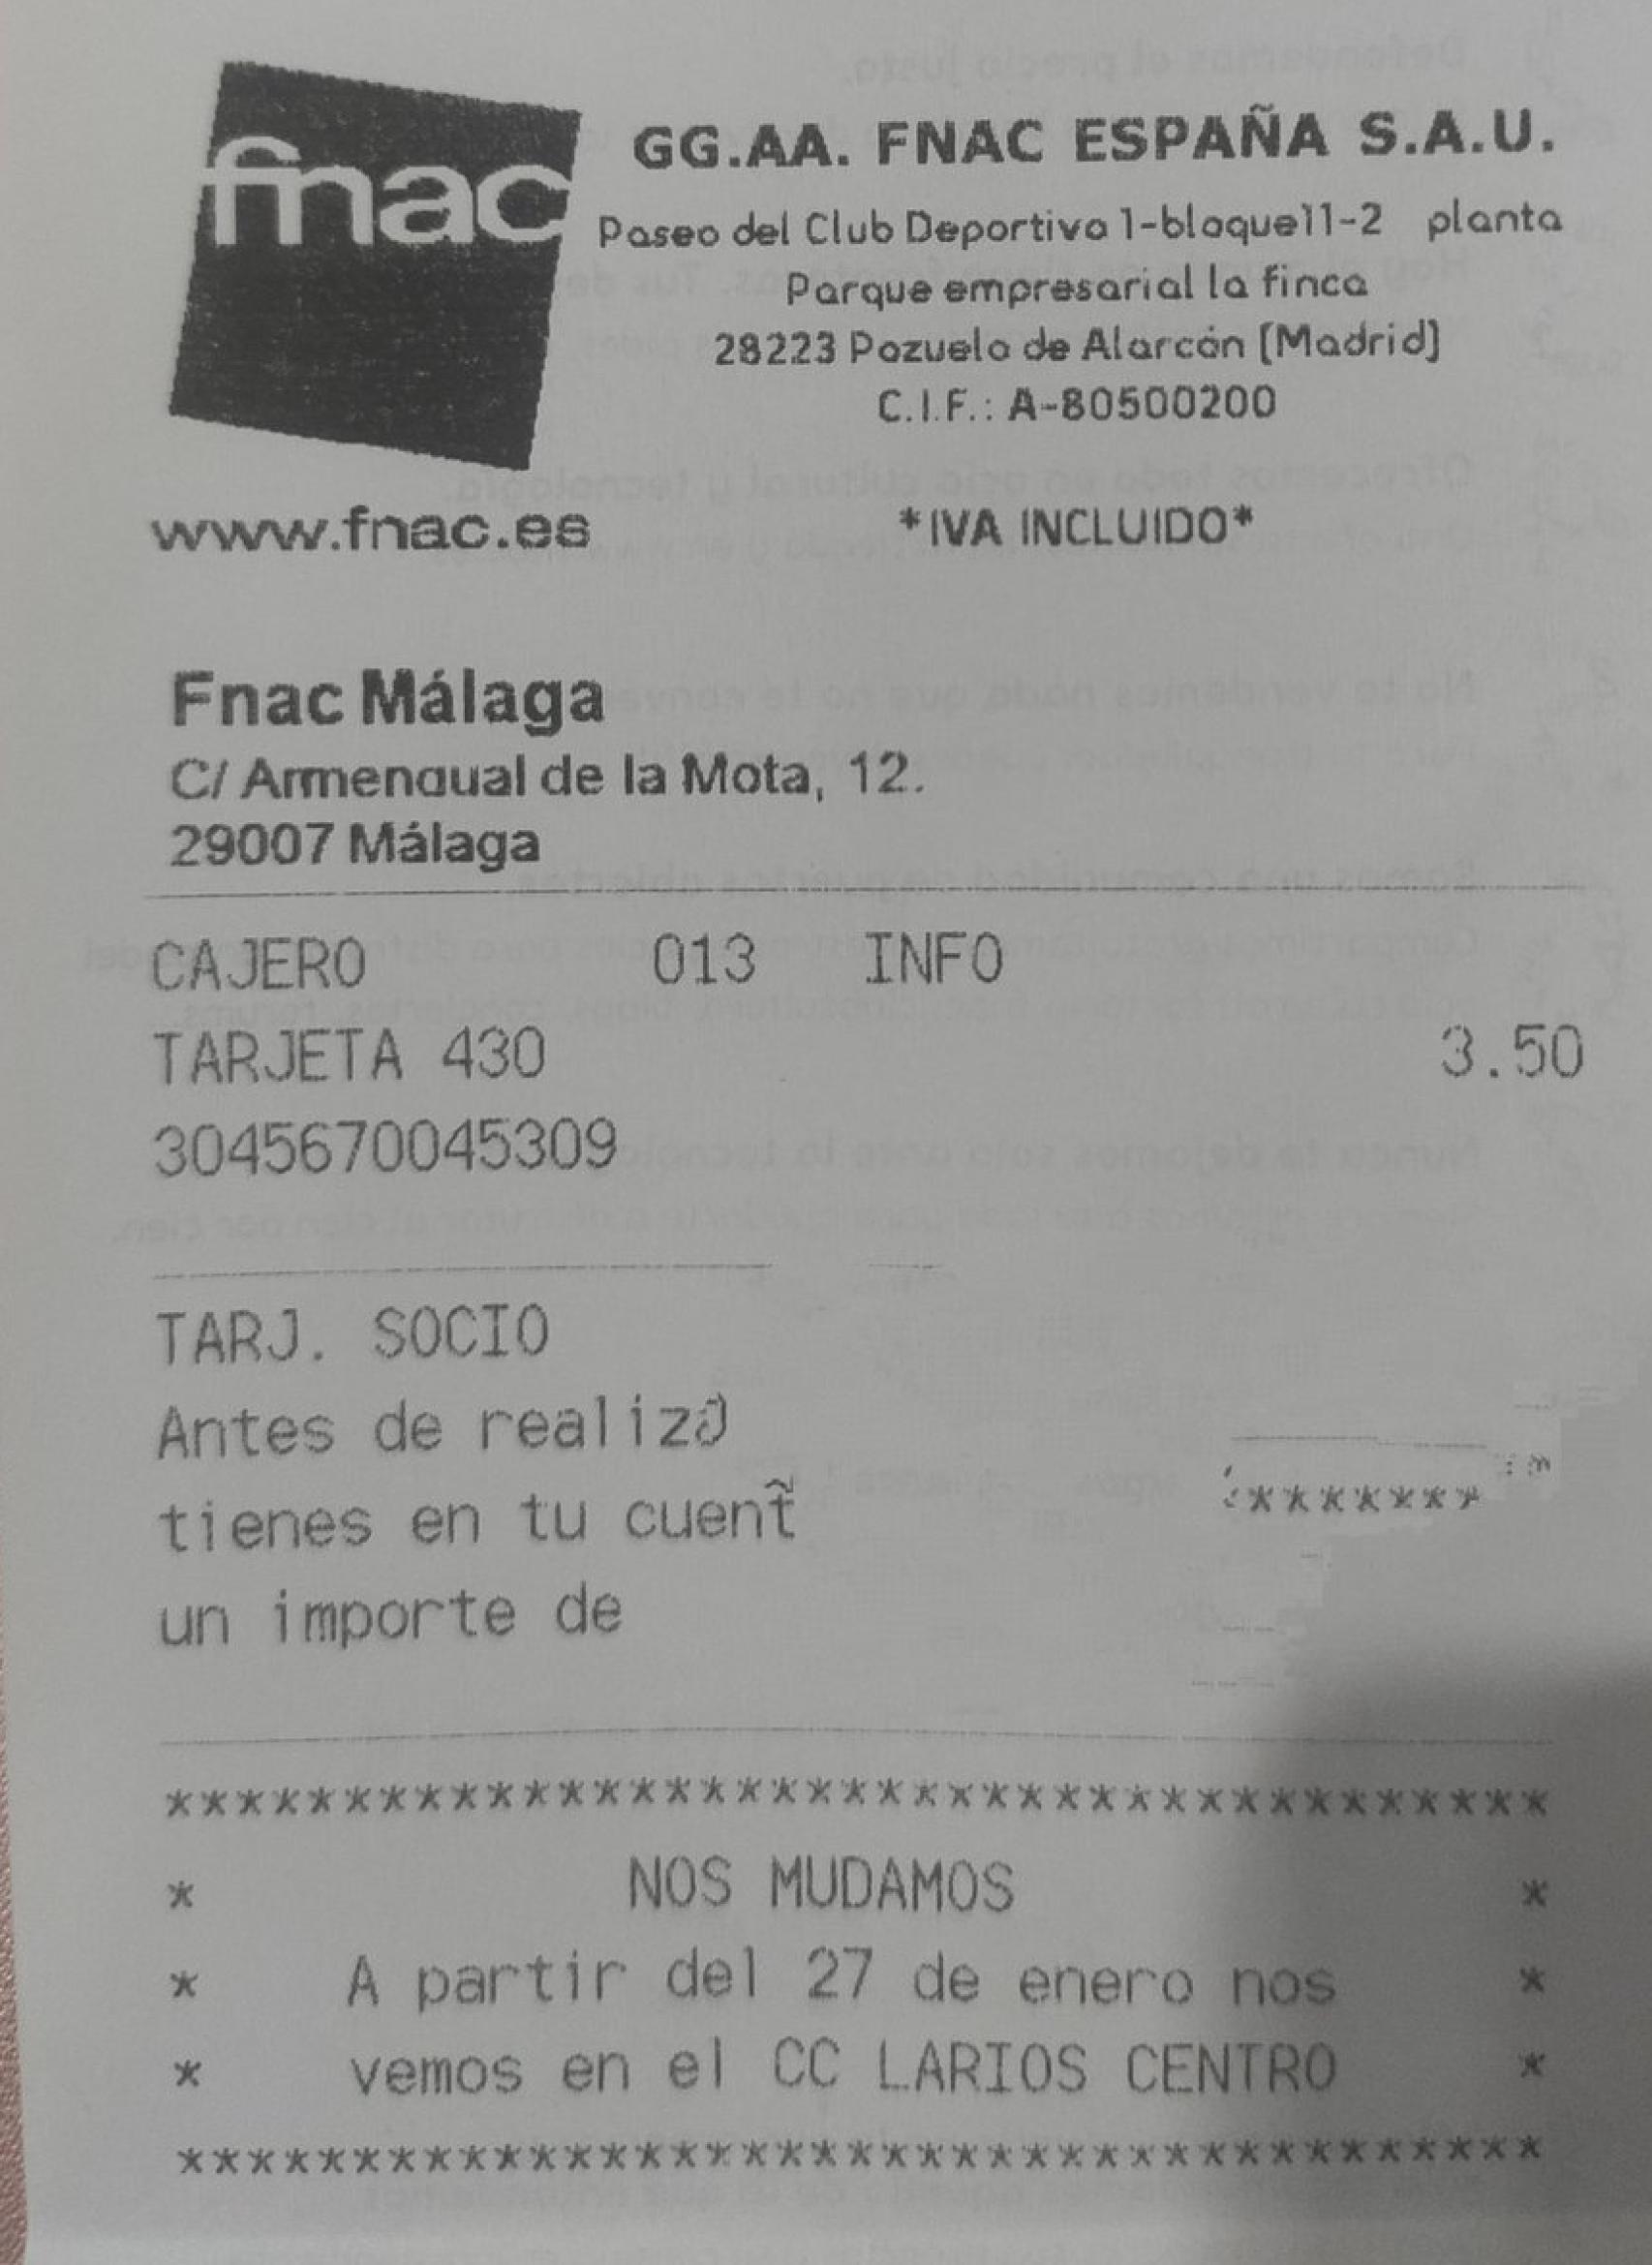 fnac
GG.AA. FNAC ESPAÑA S.A.U.
Paseo del Club Deportivo 1-bloque11-2 planta
Parque empresarial la finca
28223 Pozuelo de Alarcón (Madrid)
C.I.F.: A-80500200
www.fnac.es *IVA INCLUIDO*
Fnac Málaga
C/ Armengual de la Mota, 12.
29007 Málaga
CAJERO 013 INFO
TARJETA 430 3.50
3045670045309
TARJ. SOCIO
Antes de
tienes en tu *******
un importe de
***************************************
* NOS MUDAMOS *
* A partir del 27 de enero nos *
* vemos en el CC LARIOS CENTRO *
***************************************